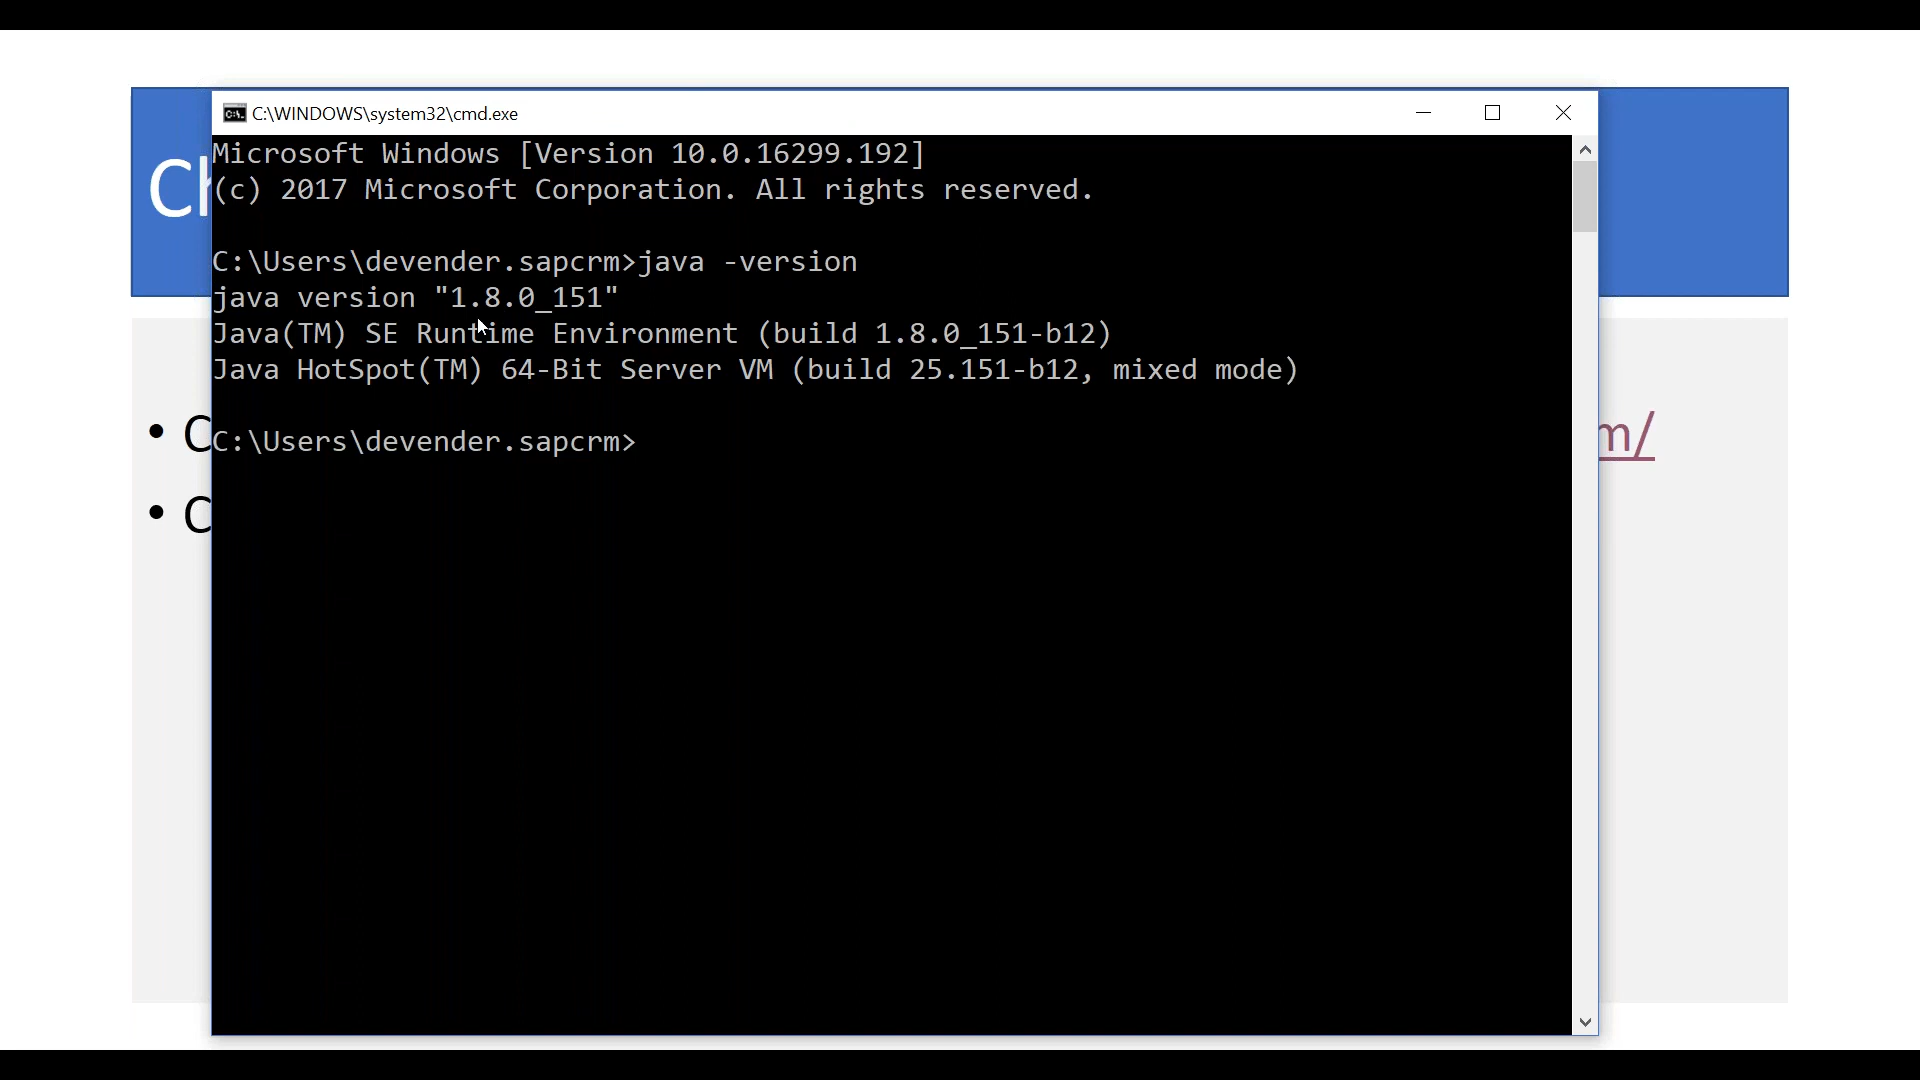 C:\WINDOWS\system32\cmd.exe
Microsoft Windows [Version 10.0.16299.192]
(c) 2017 Microsoft Corporation. All rights reserved.
C:\Users\devender.sapcrm>java -version
java version "1.8.0_151"
Java(TM) SE Runtime Environment (build 1.8.0_151-b12)
Java HotSpot(TM) 64-Bit Server VM (build 25.151-b12, mixed mode)
C:\Users\devender.sapcrm>